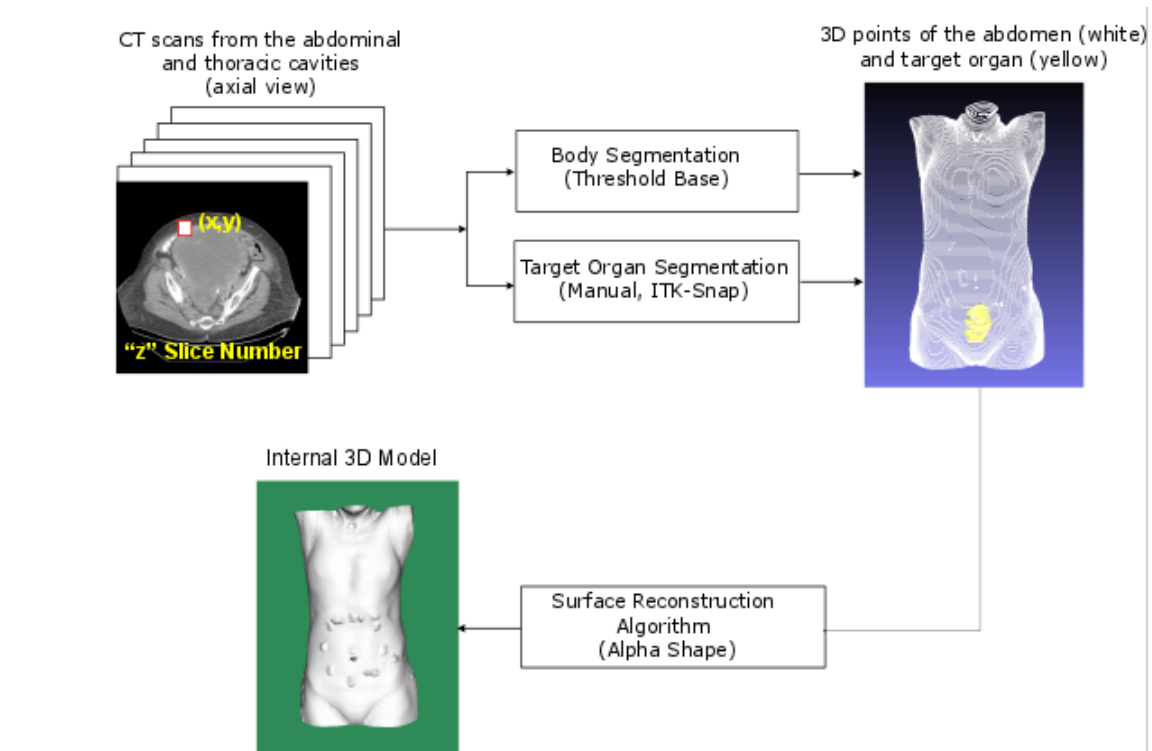 CT scans from the abdominal
and thoracic cavities
(axial view)
3D points of the abdomen (white)
and target organ (yellow)
Body Segmentation
(Threshold Base)
(x,y)
Target Organ Segmentation
(Manual, ITK-Snap)
“z” Slice Number
Internal 3D Model
Surface Reconstruction
Algorithm
(Alpha Shape)